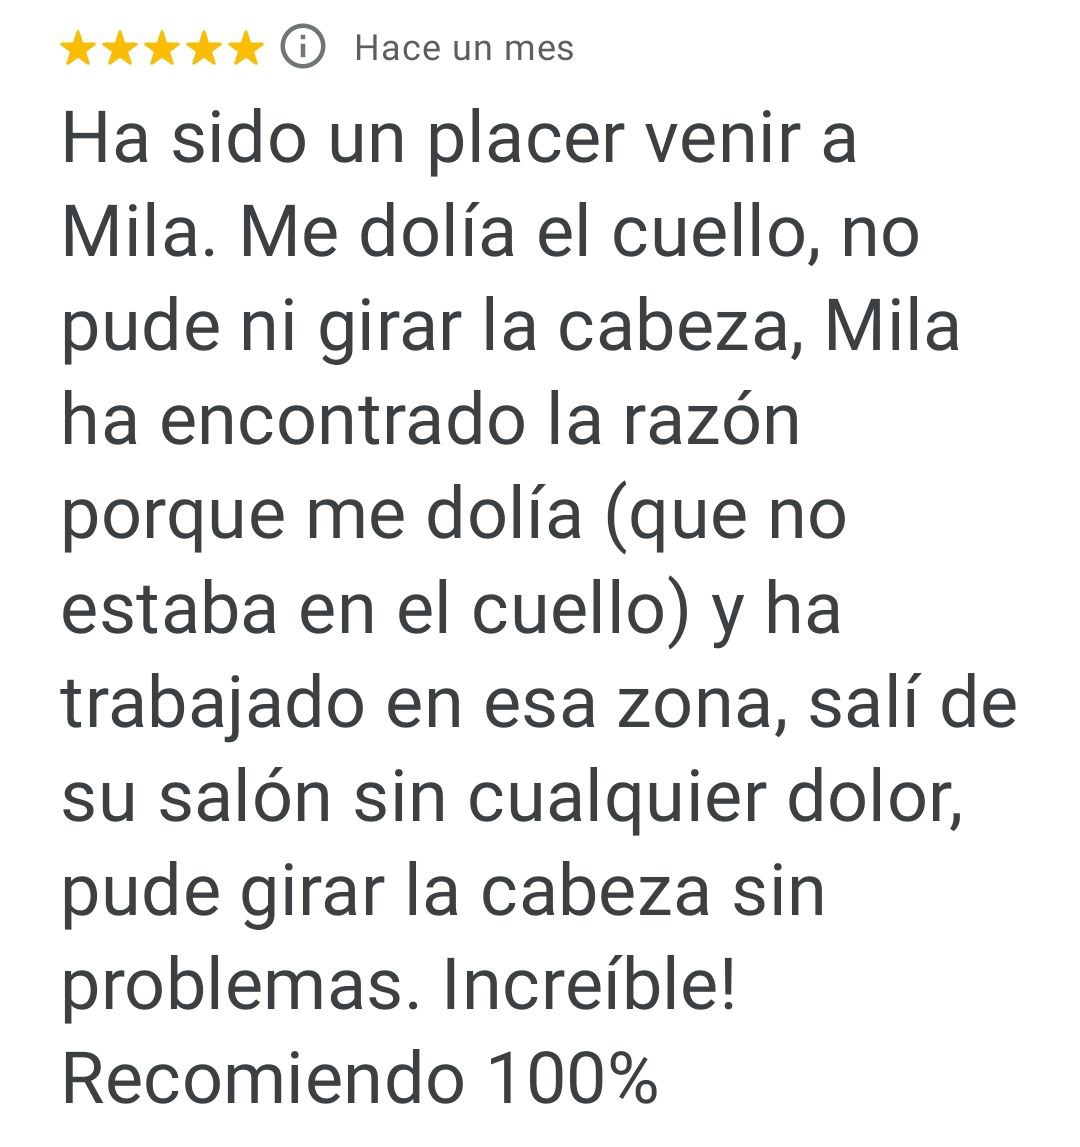 Hace un mes
Ha sido un placer venir a
Mila. Me dolía el cuello, no
pude ni girar la cabeza, Mila
ha encontrado la razón
porque me dolía (que no
estaba en el cuello) y ha
trabajado en esa zona, salí de
su salón sin cualquier dolor,
pude girar la cabeza sin
problemas. Increíble!
Recomiendo 100%